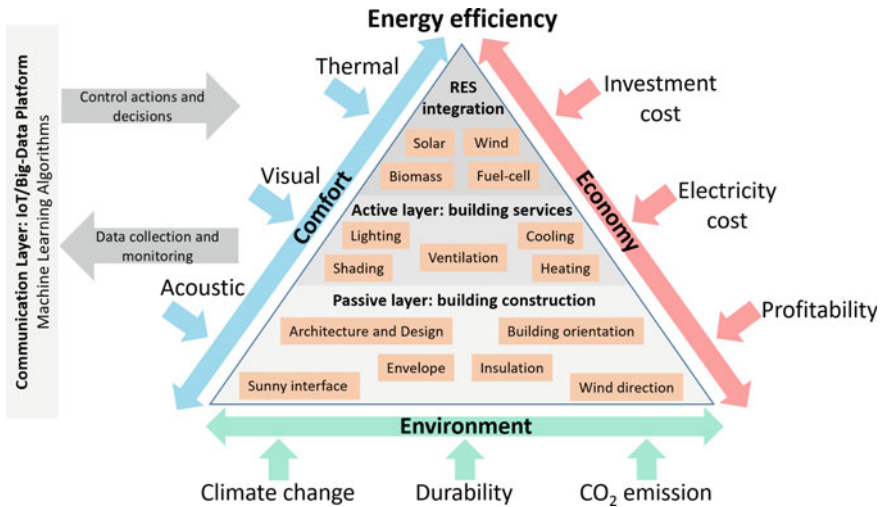 Energy efficiency
Communication Layer: IoT/Big-Data Platform
Machine Learning Algorithms
Control actions and
decisions
Data collection and
monitoring
Thermal
Visual
Acoustic
Comfort
RES
integration
Solar
Wind
Biomass
Fuel-cell
Active layer: building services
Lighting
Cooling
Ventilation
Shading
Heating
Passive layer: building construction
Architecture and Design
Building orientation
Envelope
Insulation
Sunny interface
Wind direction
Economy
Investment
cost
Electricity
cost
Profitability
Environment
Climate change
Durability
CO₂ emission